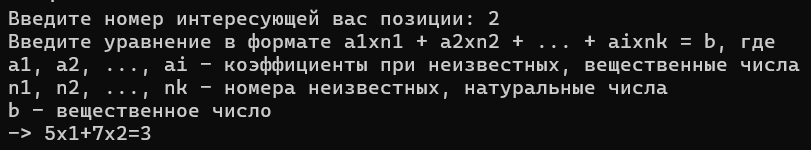 Введите номер интересующей вас позиции: 2
Введите уравнение в формате a1xn1 + a2xn2 + ... + aixnk = b, где
a1, a2, ..., ai – коэффициенты при неизвестных, вещественные числа
n1, n2, ..., nk – номера неизвестных, натуральные числа
b – вещественное число
–> 5x1+7x2=3